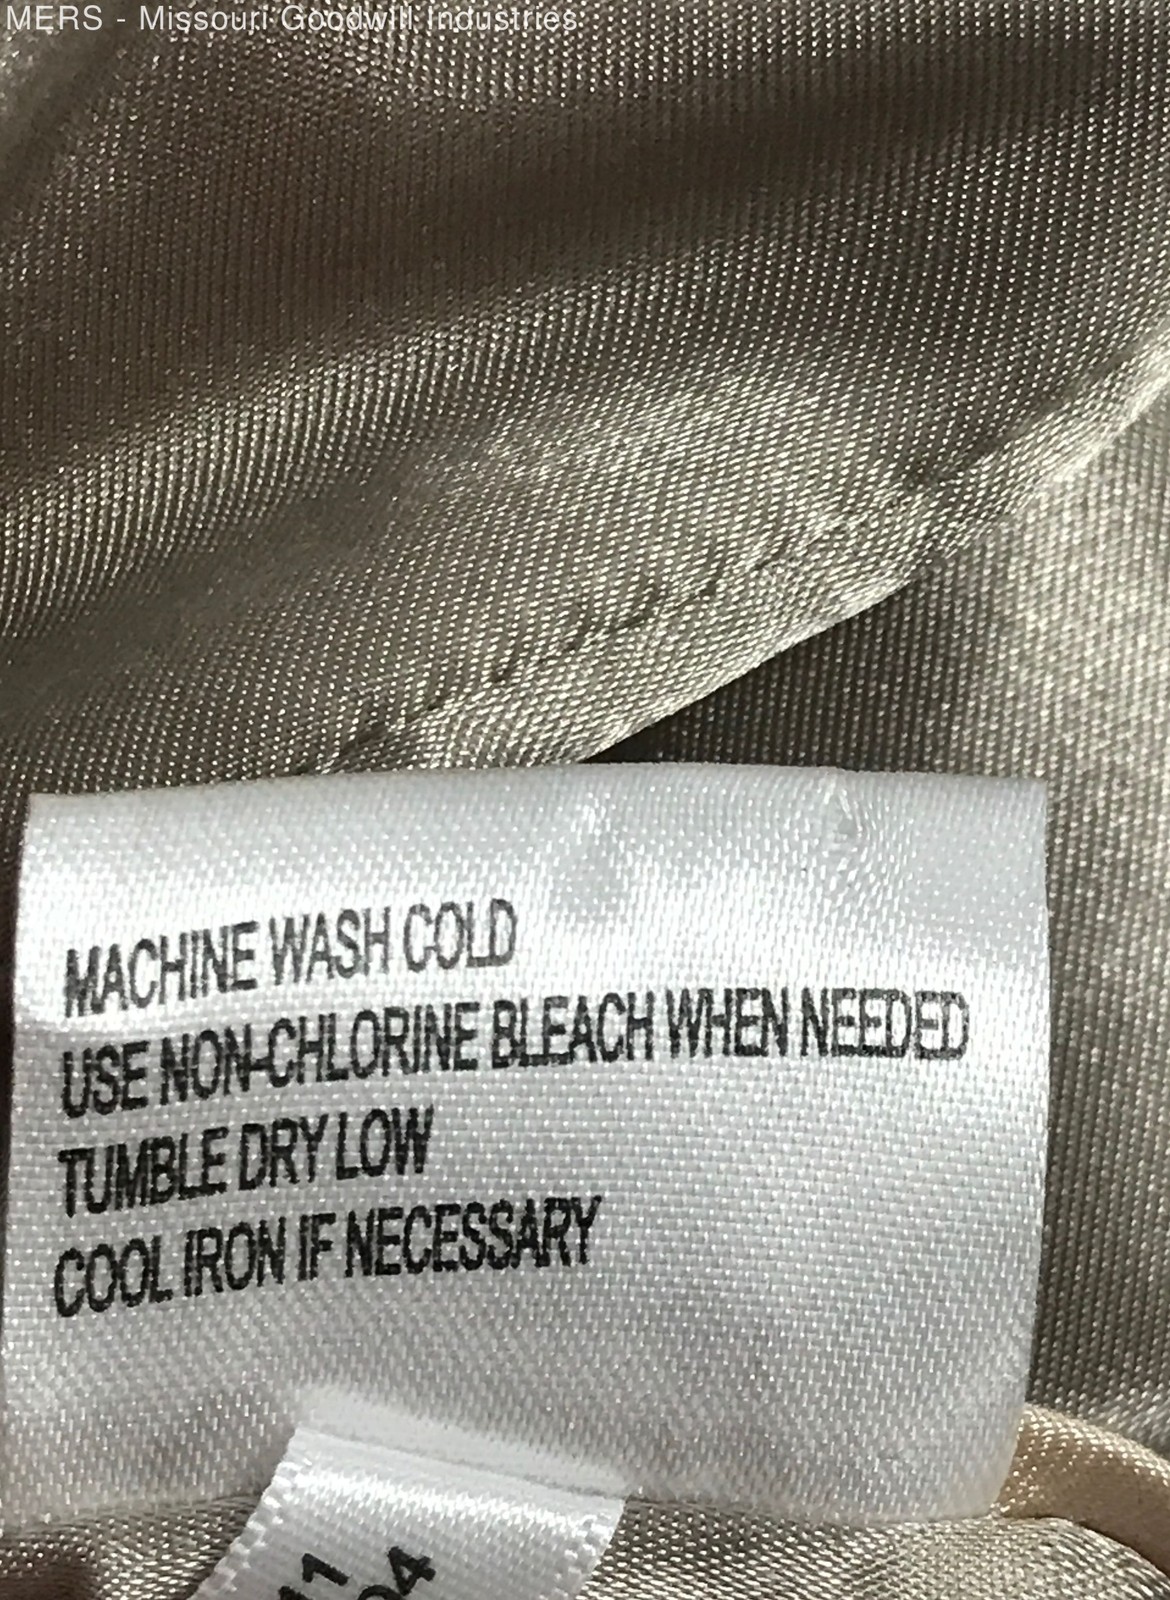 MERS - Missouri Goodwill Industries
MACHINE WASH COLD
USE NON-CHLORINE BLEACH WHEN NEEDED
TUMBLE DRY LOW
COOL IRON IF NECESSARY